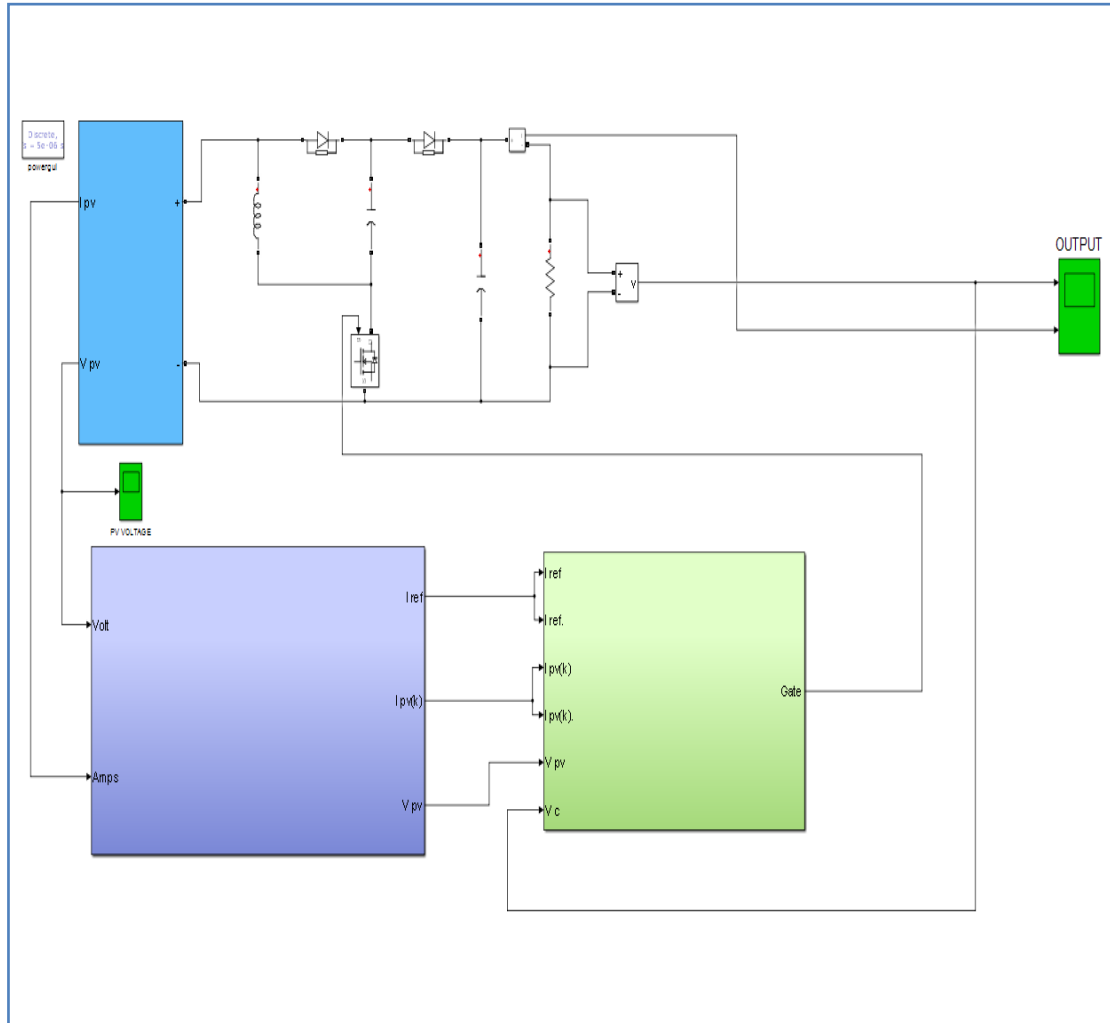 Discrete,
s = 5e-06 s
powergui
I pv
+
V pv
-
+
-
v
OUTPUT
PV VOLTAGE
Volt
Amps
I ref
I pv(k)
V pv
I ref
I ref.
I pv(k)
I pv(k).
V pv
V c
Gate